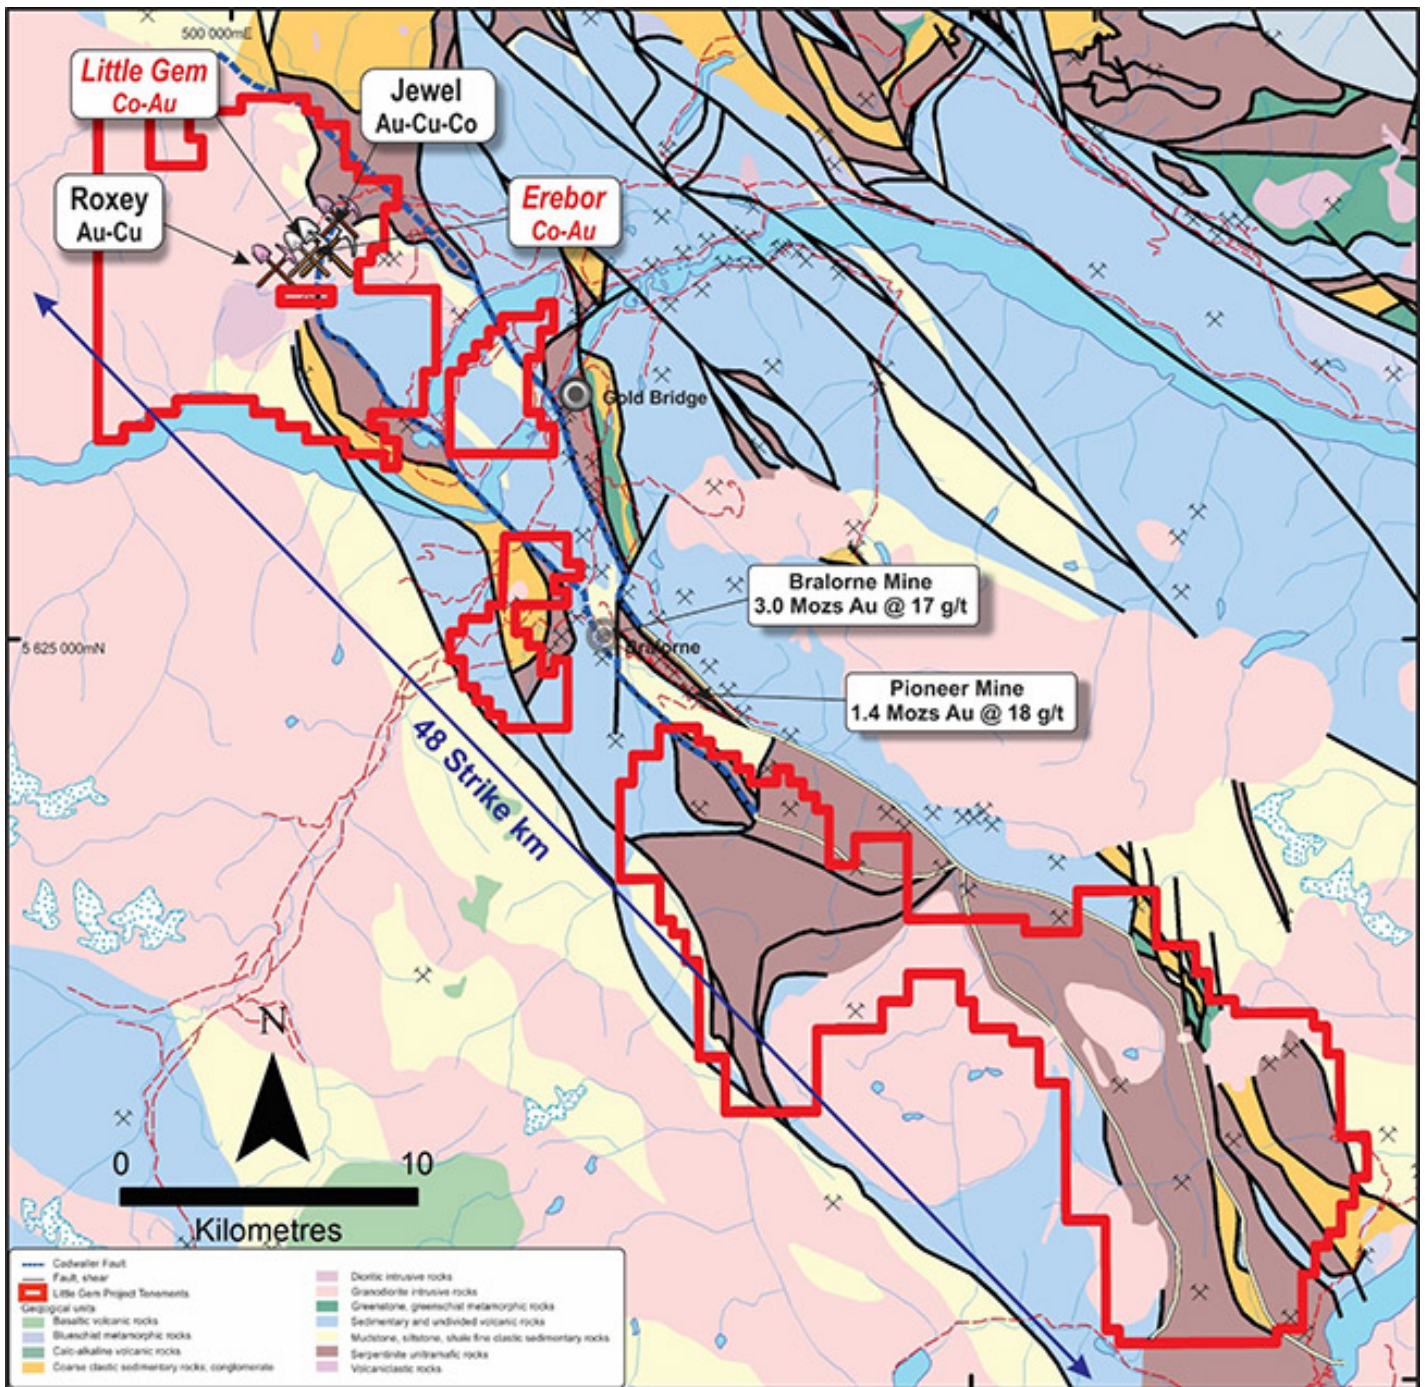 500 000mE
Little Gem
Co-Au
Jewel
Au-Cu-Co
Roxey
Au-Cu
Erebor
Co-Au
Gold Bridge
Bralorne Mine
3.0 Mozs Au @ 17 g/t
5 625 000mN
Bralorne
Pioneer Mine
1.4 Mozs Au @ 18 g/t
48 Strike km
N
0 10
Kilometres
Cadwaller Fault
Fault, shear
Little Gem Project Tenements
Geological units
Basaltic volcanic rocks
Blueschist metamorphic rocks
Calc-alkaline volcanic rocks
Coarse clastic sedimentary rocks; conglomerate
Dioritic intrusive rocks
Granodiorite intrusive rocks
Greenstone, greenschist metamorphic rocks
Sedimentary and undivided volcanic rocks
Mudstone, siltstone, shale fine clastic sedimentary rocks
Serpentinite ultramafic rocks
Volcaniclastic rocks